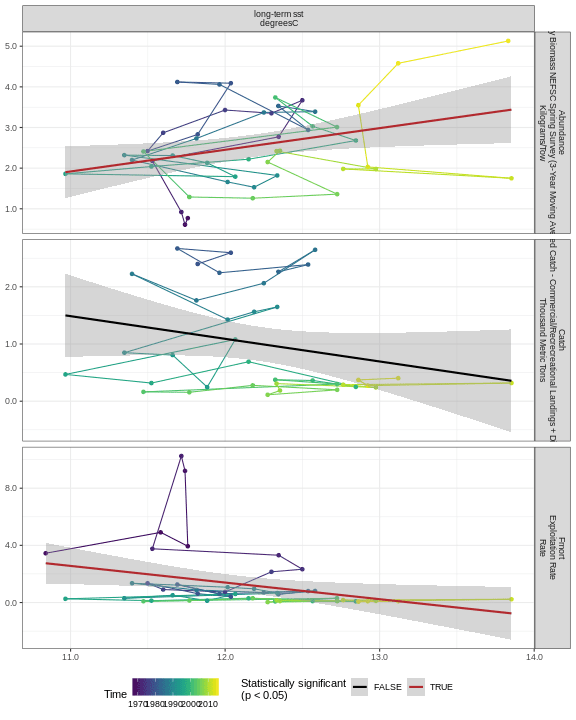 long-term sst
degreesC
5.0
4.0
3.0
2.0
1.0
Abundance
y Biomass NEFSC Spring Survey (3-Year Moving Ave
Kilograms/Tow
2.0
1.0
0.0
Catch
ed Catch - Commercial/Recreational Landings + D
Thousand Metric Tons
8.0
4.0
0.0
Fmort
Exploitation Rate
Rate
11.0 12.0 13.0 14.0
Time
1970 1980 1990 2000 2010
Statistically significant
(p < 0.05)
FALSE TRUE